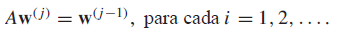 Aw^(j) = w^(j−1), para cada i = 1, 2, . . . .